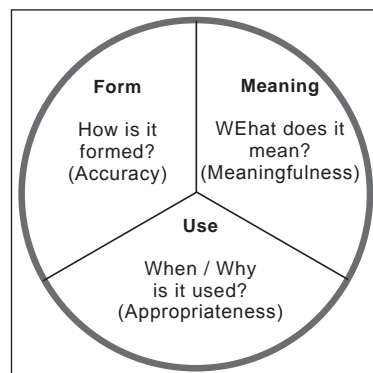 Form
How is it
formed?
(Accuracy)
Meaning
WEhat does it
mean?
(Meaningfulness)
Use
When / Why
is it used?
(Appropriateness)